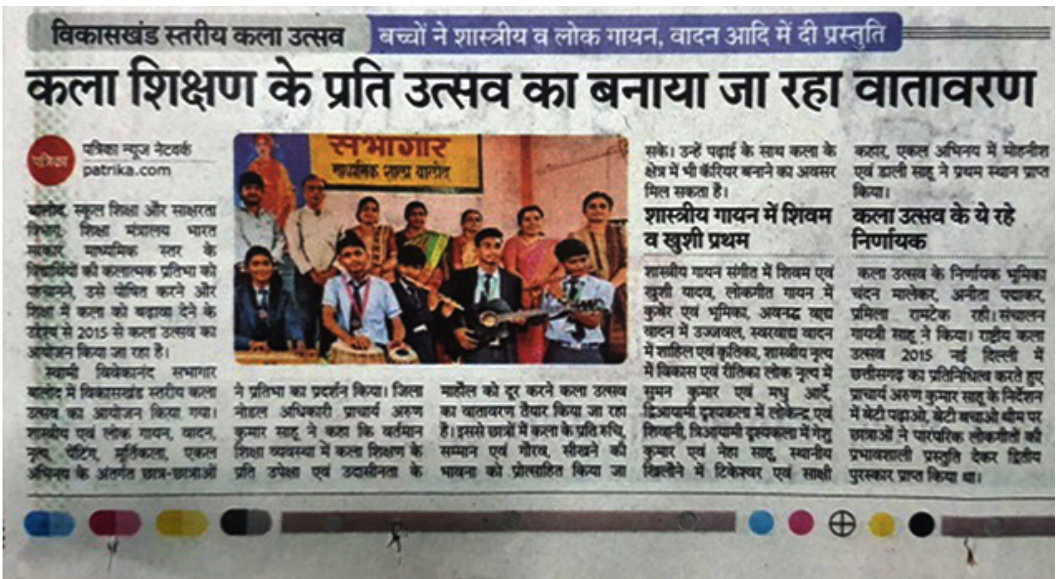 विकासखंड स्तरीय कला उत्सव
बच्चों ने शास्त्रीय व लोक गायन, वादन आदि में दी प्रस्तुति
कला शिक्षण के प्रति उत्सव का बनाया जा रहा वातावरण
पत्रिका
पत्रिका न्यूज नेटवर्क
patrika.com
बालोद. स्कूल शिक्षा और साक्षरता
विभाग, शिक्षा मंत्रालय भारत
सरकार माध्यमिक स्तर के
विद्यार्थियों की कलात्मक प्रतिभा को
पहचानने, उसे पोषित करने और
शिक्षा में कला को बढ़ावा देने के
उद्देश्य से 2015 से कला उत्सव का
आयोजन किया जा रहा है।
स्वामी विवेकानंद सभागार
बालोद में विकासखंड स्तरीय कला
उत्सव का आयोजन किया गया।
शास्त्रीय एवं लोक गायन, वादन,
नृत्य, पेंटिंग, मूर्तिकला, एकल
अभिनय के अंतर्गत छात्र-छात्राओं
सभागार
माध्यमिक शाला
ने प्रतिभा का प्रदर्शन किया। जिला
नोडल अधिकारी प्राचार्य अरुण
कुमार साहू ने कहा कि वर्तमान
शिक्षा व्यवस्था में कला शिक्षण के
प्रति उपेक्षा एवं उदासीनता के
माहौल को दूर करने कला उत्सव
का वातावरण तैयार किया जा रहा
है। इससे छात्रों में कला के प्रति रुचि,
सम्मान एवं गौरव, सीखने की
भावना को प्रोत्साहित किया जा
सके। उन्हें पढ़ाई के साथ कला के
क्षेत्र में भी कॅरियर बनाने का अवसर
मिल सकता है।
शास्त्रीय गायन में शिवम
व खुशी प्रथम
शास्त्रीय गायन संगीत में शिवम एवं
खुशी यादव, लोकगीत गायन में
कुबेर एवं भूमिका, अवनद्ध वाद्य
वादन में उज्जवल, स्वरवाद्य वादन
में शाहिल एवं कृतिका, शास्त्रीय नृत्य
में विकास एवं रीतिका लोक नृत्य में
सुमन कुमार एवं मधु आर्दे,
द्विआयामी दृश्यकला में लोकेन्द्र एवं
शिवानी, त्रिआयामी दृश्यकला में गेशु
कुमार एवं नेहा साहू, स्थानीय
खिलौने में टिकेश्वर एवं साक्षी
कहार, एकल अभिनय में मोहनीश
एवं डाली साहू ने प्रथम स्थान प्राप्त
किया।
कला उत्सव के ये रहे
निर्णायक
कला उत्सव के निर्णायक भूमिका
चंदन मालेकर, अनीता पद्माकर,
प्रमिला रामटेक रही। संचालन
गायत्री साहू ने किया। राष्ट्रीय कला
उत्सव 2015 नई दिल्ली में
छत्तीसगढ़ का प्रतिनिधित्व करते हुए
प्राचार्य अरुण कुमार साहू के निर्देशन
में बेटी पढ़ाओ, बेटी बचाओ थीम पर
छात्राओं ने पारंपरिक लोकगीतों की
प्रभावशाली प्रस्तुति देकर द्वितीय
पुरस्कार प्राप्त किया था।